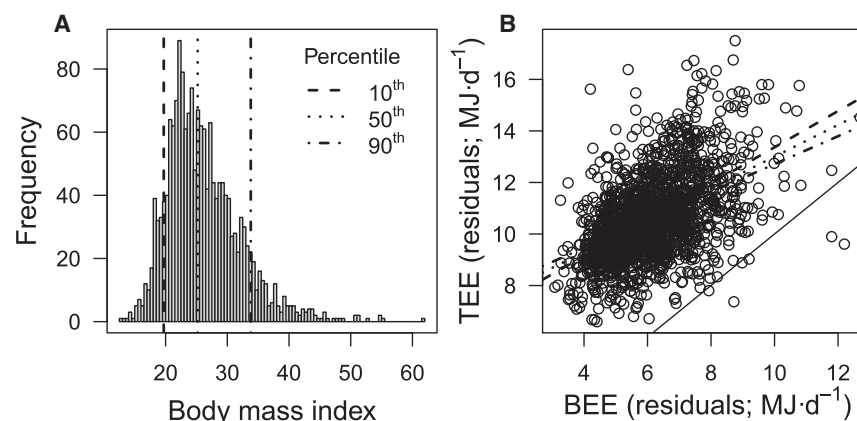 A
Frequency
80
60
40
20
0
Percentile
10th
50th
90th
20 30 40 50 60
Body mass index
B
TEE (residuals; MJ·d−1)
16
14
12
10
8
4 6 8 10 12
BEE (residuals; MJ·d−1)